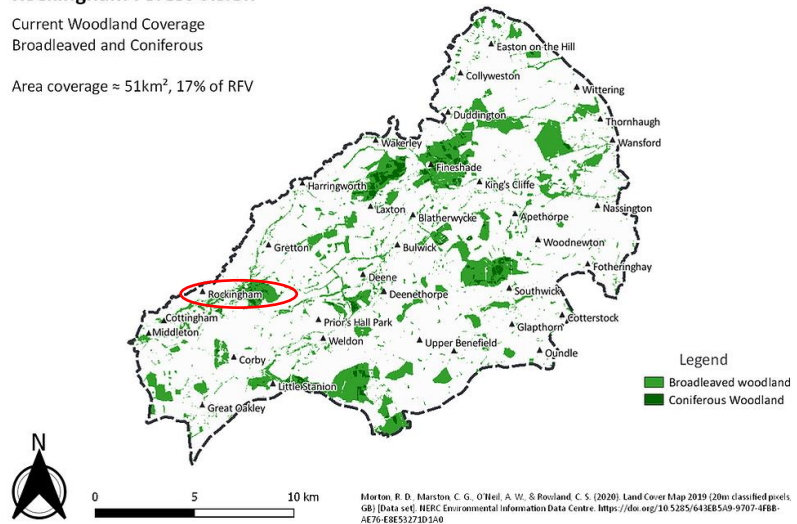 Current Woodland Coverage
Broadleaved and Coniferous
Area coverage ≈ 51km², 17% of RFV
Easton on the Hill
Collyweston
Wittering
Duddington
Thornhaugh
Wakerley
Wansford
Fineshade
Harringworth
King's Cliffe
Laxton
Nassington
Blatherwycke
Apethorpe
Gretton
Bulwick
Woodnewton
Fotheringhay
Deene
Rockingham
Deenethorpe
Southwick
Cottingham
Prior's Hall Park
Cotterstock
Glapthorn
Middleton
Weldon
Upper Benefield
Oundle
Corby
Little Stanion
Great Oakley
Legend
Broadleaved woodland
Coniferous Woodland
N
0 5 10 km
Morton, R. D., Marston, C. G., O'Neil, A. W., & Rowland, C. S. (2020). Land Cover Map 2019 (20m classified pixels,
GB) [Data set]. NERC Environmental Information Data Centre. https://doi.org/10.5285/643EB5A9-9707-4FBB-
AE76-E8E53271D1A0